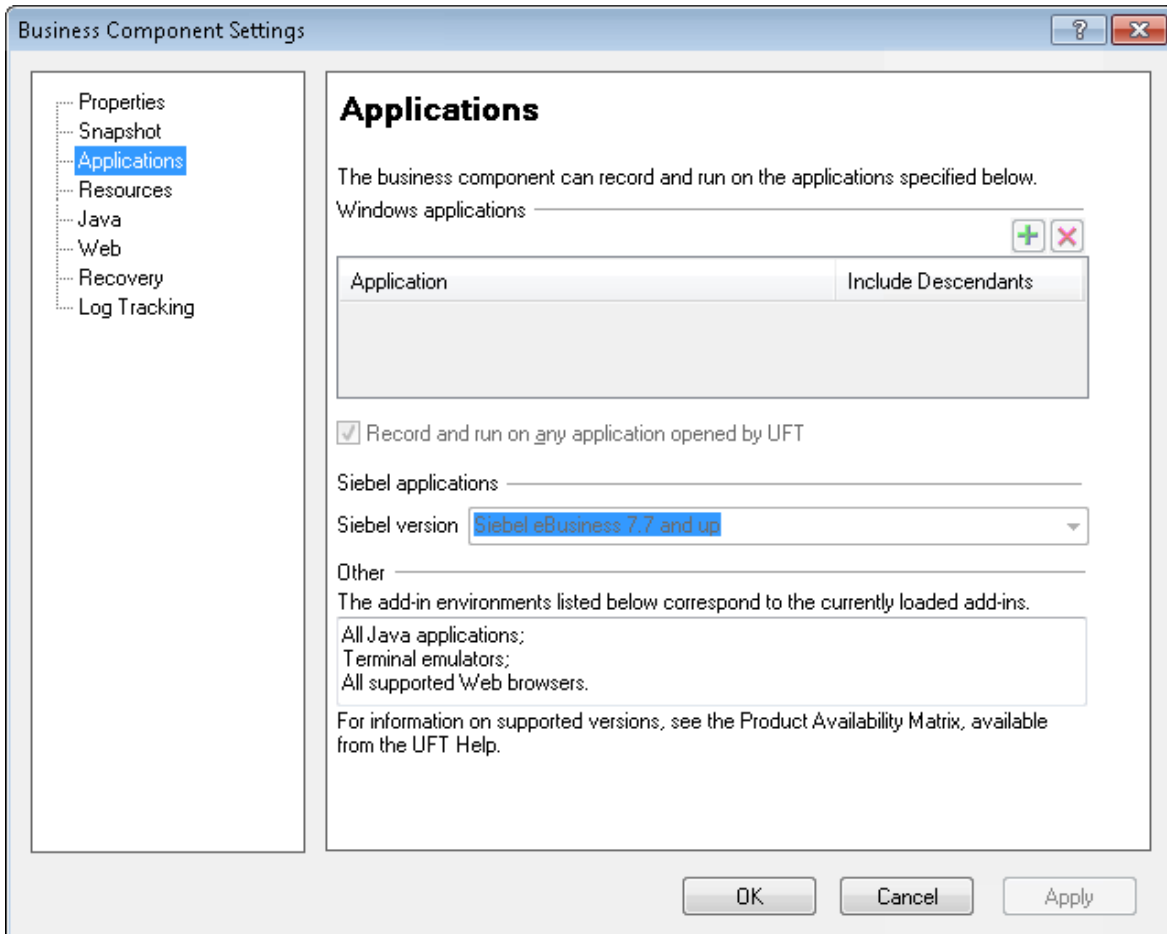 Business Component Settings
Properties
Snapshot
Applications
Resources
Java
Web
Recovery
Log Tracking
Applications
The business component can record and run on the applications specified below.
Windows applications
Application Include Descendants
Record and run on any application opened by UFT
Siebel applications
Siebel version Siebel eBusiness 7.7 and up
Other
The add-in environments listed below correspond to the currently loaded add-ins.
All Java applications;
Terminal emulators;
All supported Web browsers.
For information on supported versions, see the Product Availability Matrix, available
from the UFT Help.
OK Cancel Apply